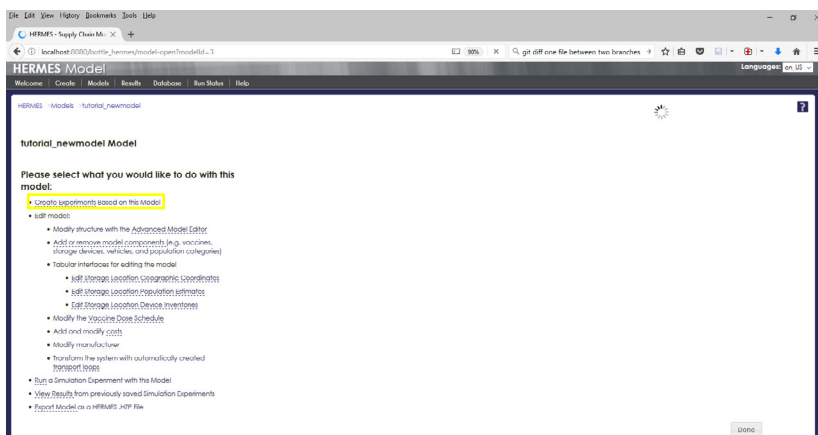 File Edit View History Bookmarks Tools Help
HERMES - Supply Chain Mo
localhost:8080/bottle_hermes/model-open?modelId=3
90%
git diff one file between two branches
HERMES Model
Languages: en_US
Welcome Create Models Results Database Run Status Help
HERMES >Models >tutorial_newmodel
?
tutorial_newmodel Model
Please select what you would like to do with this
model:
• Create Experiments Based on this Model
• Edit model:
• Modify structure with the Advanced Model Editor
• Add or remove model components (e.g. vaccines,
storage devices, vehicles, and population categories)
• Tabular interfaces for editing the model
• Edit Storage Location Geographic Coordinates
• Edit Storage Location Population Estimates
• Edit Storage Location Device Inventories
• Modify the Vaccine Dose Schedule
• Add and modify costs
• Modify manufacturer
• Transform the system with automatically created
transport loops
• Run a Simulation Experiment with this Model
• View Results from previously saved Simulation Experiments
• Export Model as a HERMES .HZP File
Done